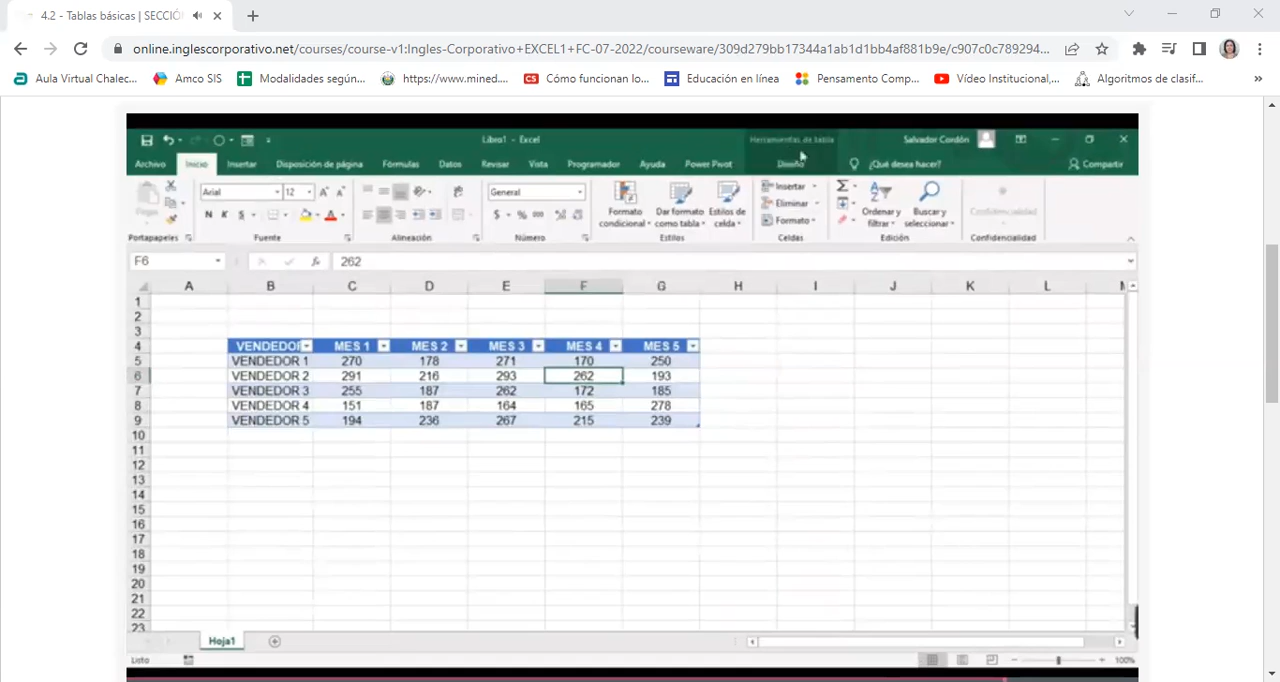 4.2 - Tablas básicas | SECCIÓ
online.inglescorporativo.net/courses/course-v1:Ingles-Corporativo+EXCEL1+FC-07-2022/courseware/309d279bb17344a1ab1d1bb4af881b9e/c907c0c789294...
Aula Virtual Chalec... Amco SIS Modalidades según... https://www.mined.... CS Cómo funcionan lo... Educación en línea Pensamento Comp... Vídeo Institucional,... Algoritmos de clasif... »
Libro1 - Excel Herramientas de tabla Salvador Cordón
Archivo Inicio Insertar Disposición de página Fórmulas Datos Revisar Vista Programador Ayuda Power Pivot Diseño ¿Qué desea hacer? Compartir
Arial 12 A A General Insertar Σ
Pegar N K S A $ % 000 Formato condicional Dar formato como tabla Estilos de celda Eliminar Formato Ordenar y filtrar Buscar y seleccionar Confidencialidad
Portapapeles Fuente Alineación Número Estilos Celdas Edición Confidencialidad
F6 fx 262
A B C D E F G H I J K L M
1
2
3
4 VENDEDOR MES 1 MES 2 MES 3 MES 4 MES 5
5 VENDEDOR 1 270 178 271 170 250
6 VENDEDOR 2 291 216 293 262 193
7 VENDEDOR 3 255 187 262 172 185
8 VENDEDOR 4 151 187 164 165 278
9 VENDEDOR 5 194 236 267 215 239
10
11
12
13
14
15
16
17
18
19
20
21
22
23
Hoja1
Listo 100%